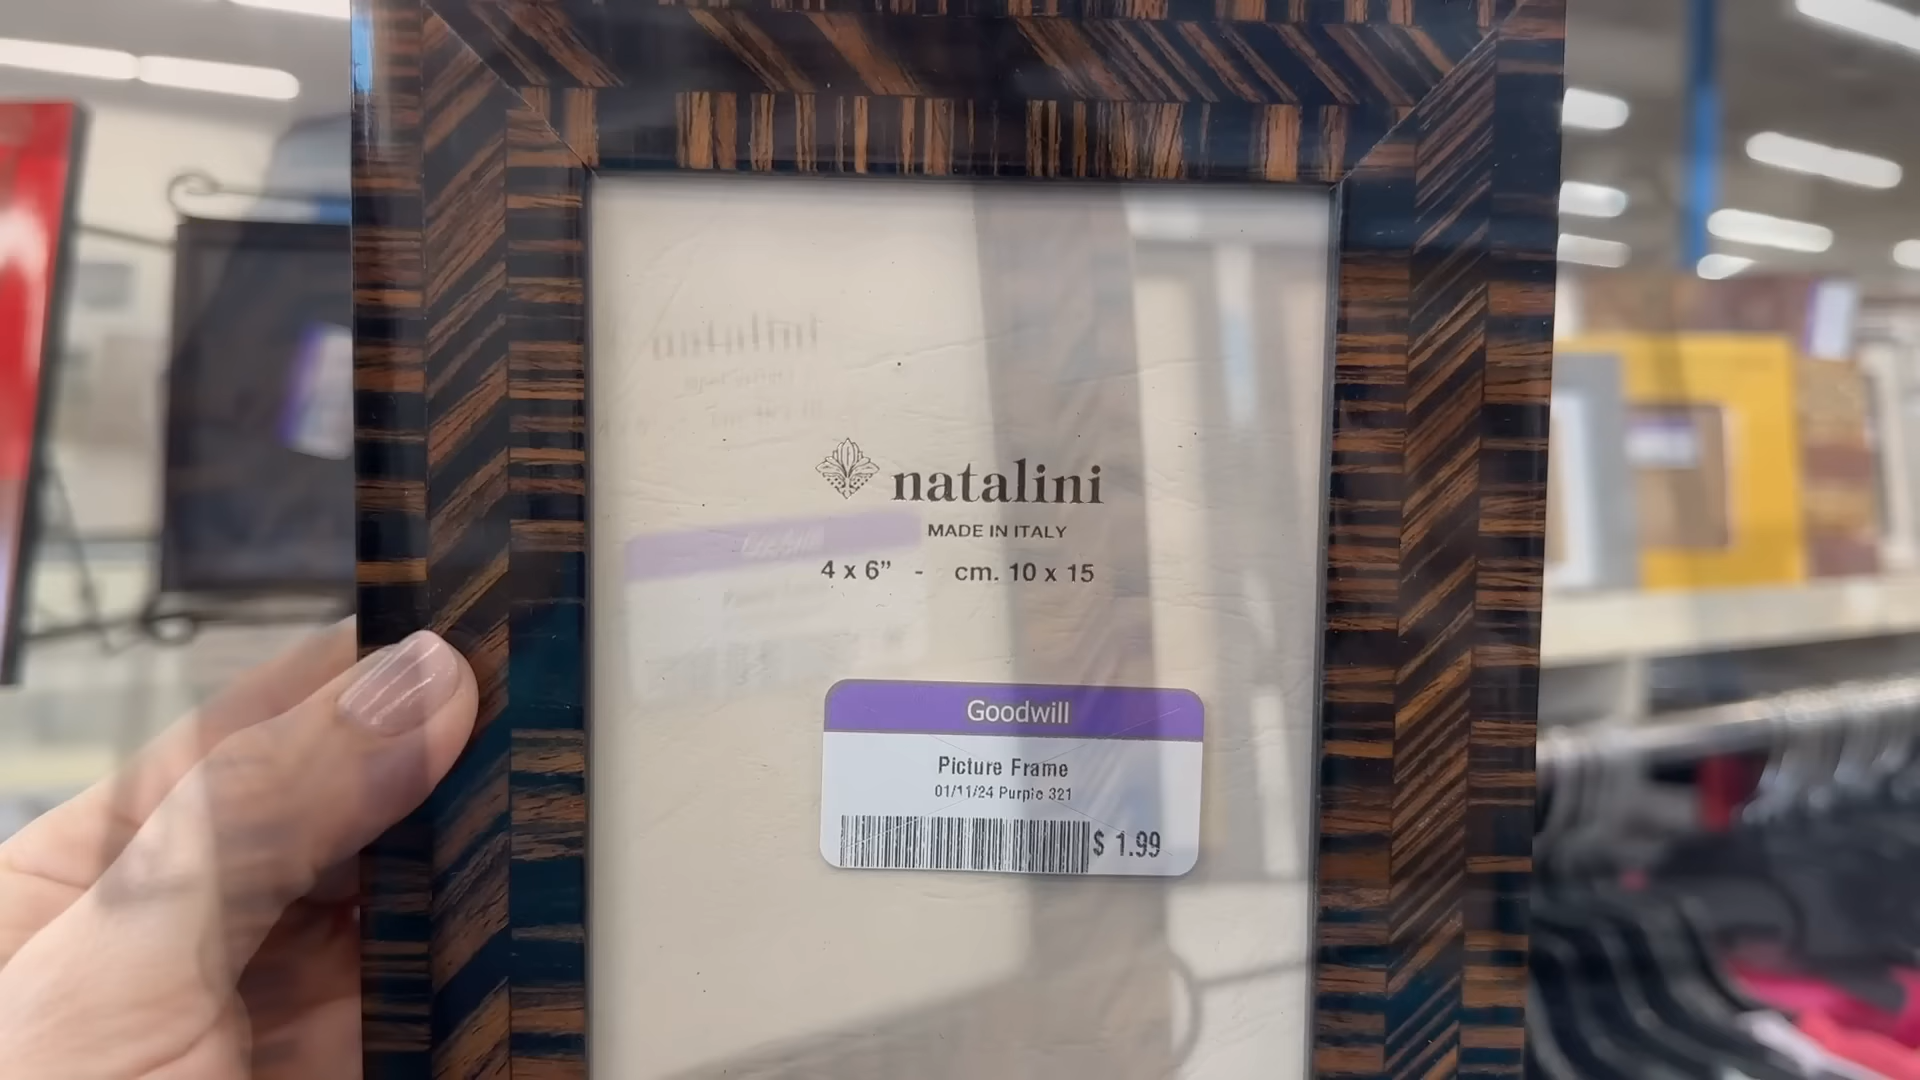 natalini
MADE IN ITALY
4 x 6” - cm. 10 x 15
Goodwill
Picture Frame
01/11/24 Purple 321
$ 1.99